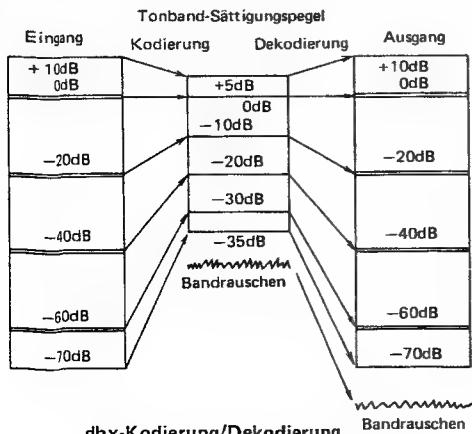 Tonband-Sättigungspegel
Eingang
Kodierung
Dekodierung
Ausgang
+ 10dB
0dB
−20dB
−40dB
−60dB
−70dB
+5dB
0dB
−10dB
−20dB
−30dB
−35dB
Bandrauschen
+10dB
0dB
−20dB
−40dB
−60dB
−70dB
Bandrauschen
dbx-Kodierung/Dekodierung